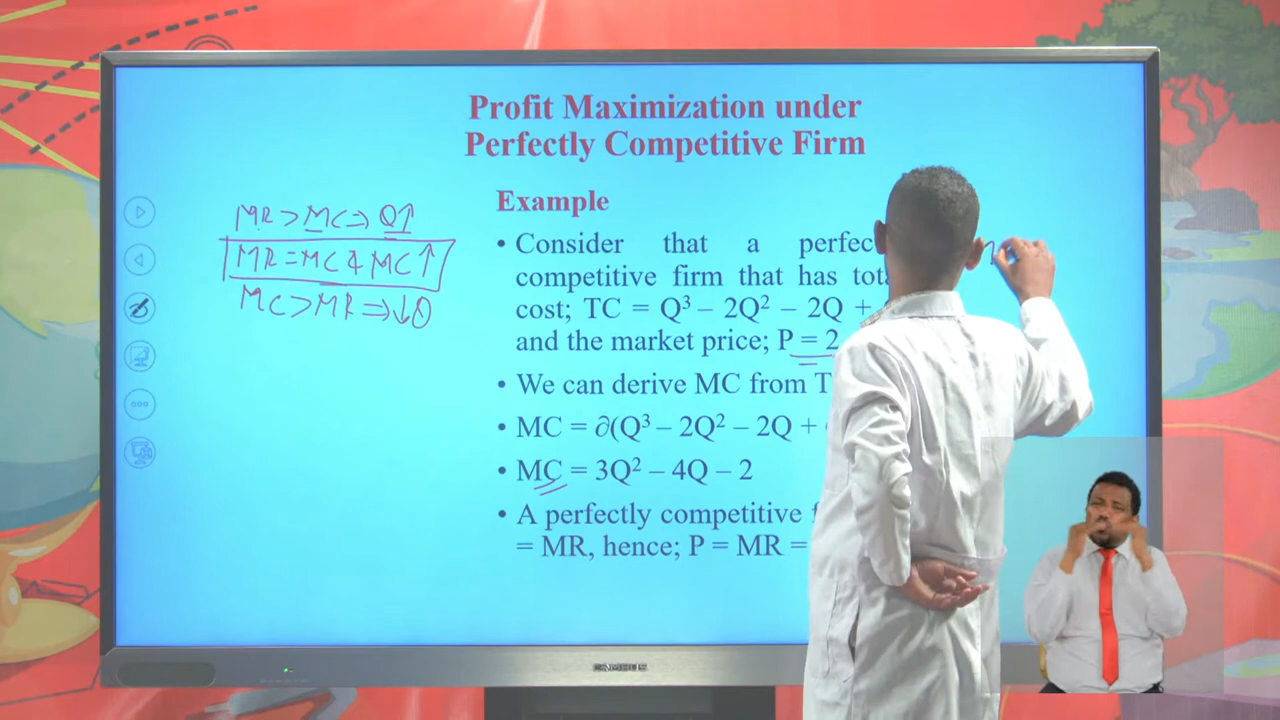 Profit Maximization under
Perfectly Competitive Firm
MR > MC ⇒ Q↑
MR = MC & MC↑
MC > MR ⇒ ↓Q
Example
• Consider that a
competitive firm that has
cost; TC = Q³ – 2Q² – 2Q +
and the market price; P = 2
• We can derive MC from
• MC = ∂(Q³ – 2Q² – 2Q +
• MC = 3Q² – 4Q – 2
• A perfectly competitive
= MR, hence; P = MR =